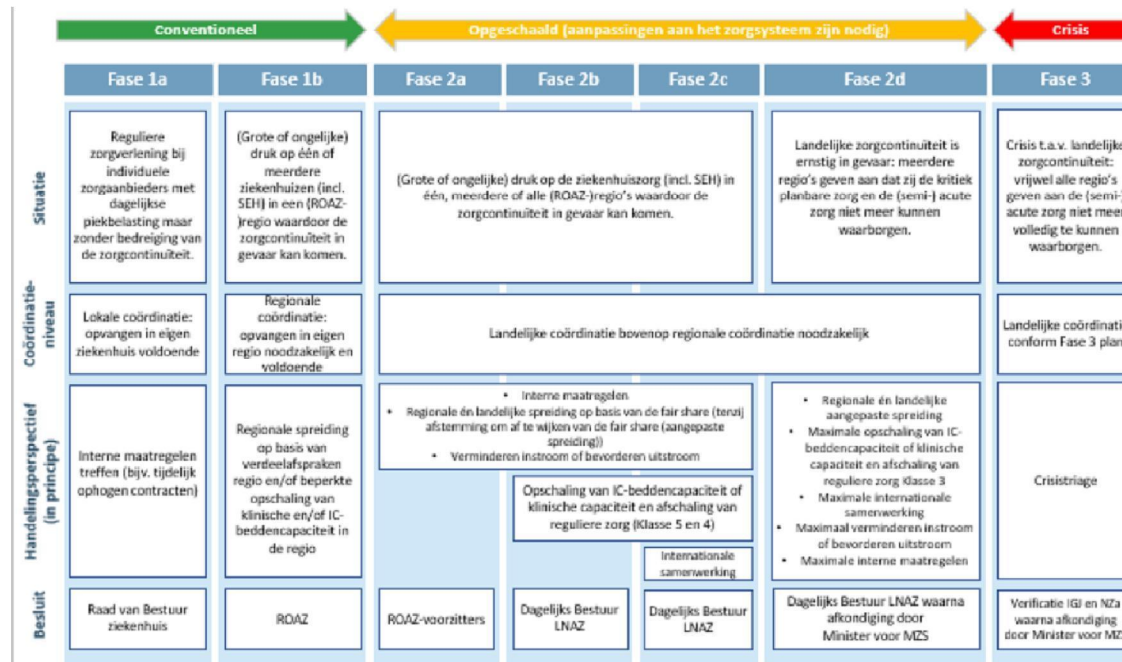 Conventioneel
Opgeschaald (aanpassingen aan het zorgsysteem zijn nodig)
Crisis
Fase 1a
Fase 1b
Fase 2a
Fase 2b
Fase 2c
Fase 2d
Fase 3
Situatie
Reguliere
zorgverlening bij
individuele
zorgaanbieders met
dagelijkse
piekbelasting maar
zonder bedreiging van
de zorgcontinuïteit.
(Grote of ongelijke)
druk op één of
meerdere
ziekenhuizen (incl.
SEH) in een (ROAZ-
)regio waardoor de
zorgcontinuïteit in
gevaar kan komen.
(Grote of ongelijke) druk op de ziekenhuiszorg (incl. SEH) in
één, meerdere of alle (ROAZ-)regio's waardoor de
zorgcontinuïteit in gevaar kan komen.
Landelijke zorgcontinuïteit is
ernstig in gevaar: meerdere
regio's geven aan dat zij de kritiek
planbare zorg en de (semi-) acute
zorg niet meer kunnen
waarborgen.
Crisis t.a.v. landelijke
zorgcontinuïteit:
vrijwel alle regio's
geven aan de (semi-)
acute zorg niet meer
volledig te kunnen
waarborgen.
Coördinatie-
niveau
Lokale coördinatie:
opvangen in eigen
ziekenhuis voldoende
Regionale
coördinatie:
opvangen in eigen
regio noodzakelijk en
voldoende
Landelijke coördinatie bovenop regionale coördinatie noodzakelijk
Landelijke coördinatie
conform Fase 3 plan
Handelingsperspectief
(in principe)
Interne maatregelen
treffen (bijv. tijdelijk
ophogen contracten)
Regionale spreiding
op basis van
verdeelafspraken
regio en/of beperkte
opschaling van
klinische en/of IC-
beddencapaciteit in
de regio
• Interne maatregelen
• Regionale én landelijke spreiding op basis van de fair share (tenzij
afstemming om af te wijken van de fair share (aangepaste
spreiding))
• Verminderen instroom of bevorderen uitstroom
Opschaling van IC-beddencapaciteit of
klinische capaciteit en afschaling van
reguliere zorg (Klasse 5 en 4)
Internationale
samenwerking
• Regionale én landelijke
aangepaste spreiding
• Maximale opschaling van IC-
beddencapaciteit of klinische
capaciteit en afschaling van
reguliere zorg Klasse 3
• Maximale internationale
samenwerking
• Maximaal verminderen instroom
of bevorderen uitstroom
• Maximale interne maatregelen
Crisistriage
Besluit
Raad van Bestuur
ziekenhuis
ROAZ
ROAZ-voorzitters
Dagelijks Bestuur
LNAZ
Dagelijks Bestuur
LNAZ
Dagelijks Bestuur LNAZ waarna
afkondiging door
Minister voor MZS
Verificatie IGJ en NZa
waarna afkondiging
door Minister voor MZ